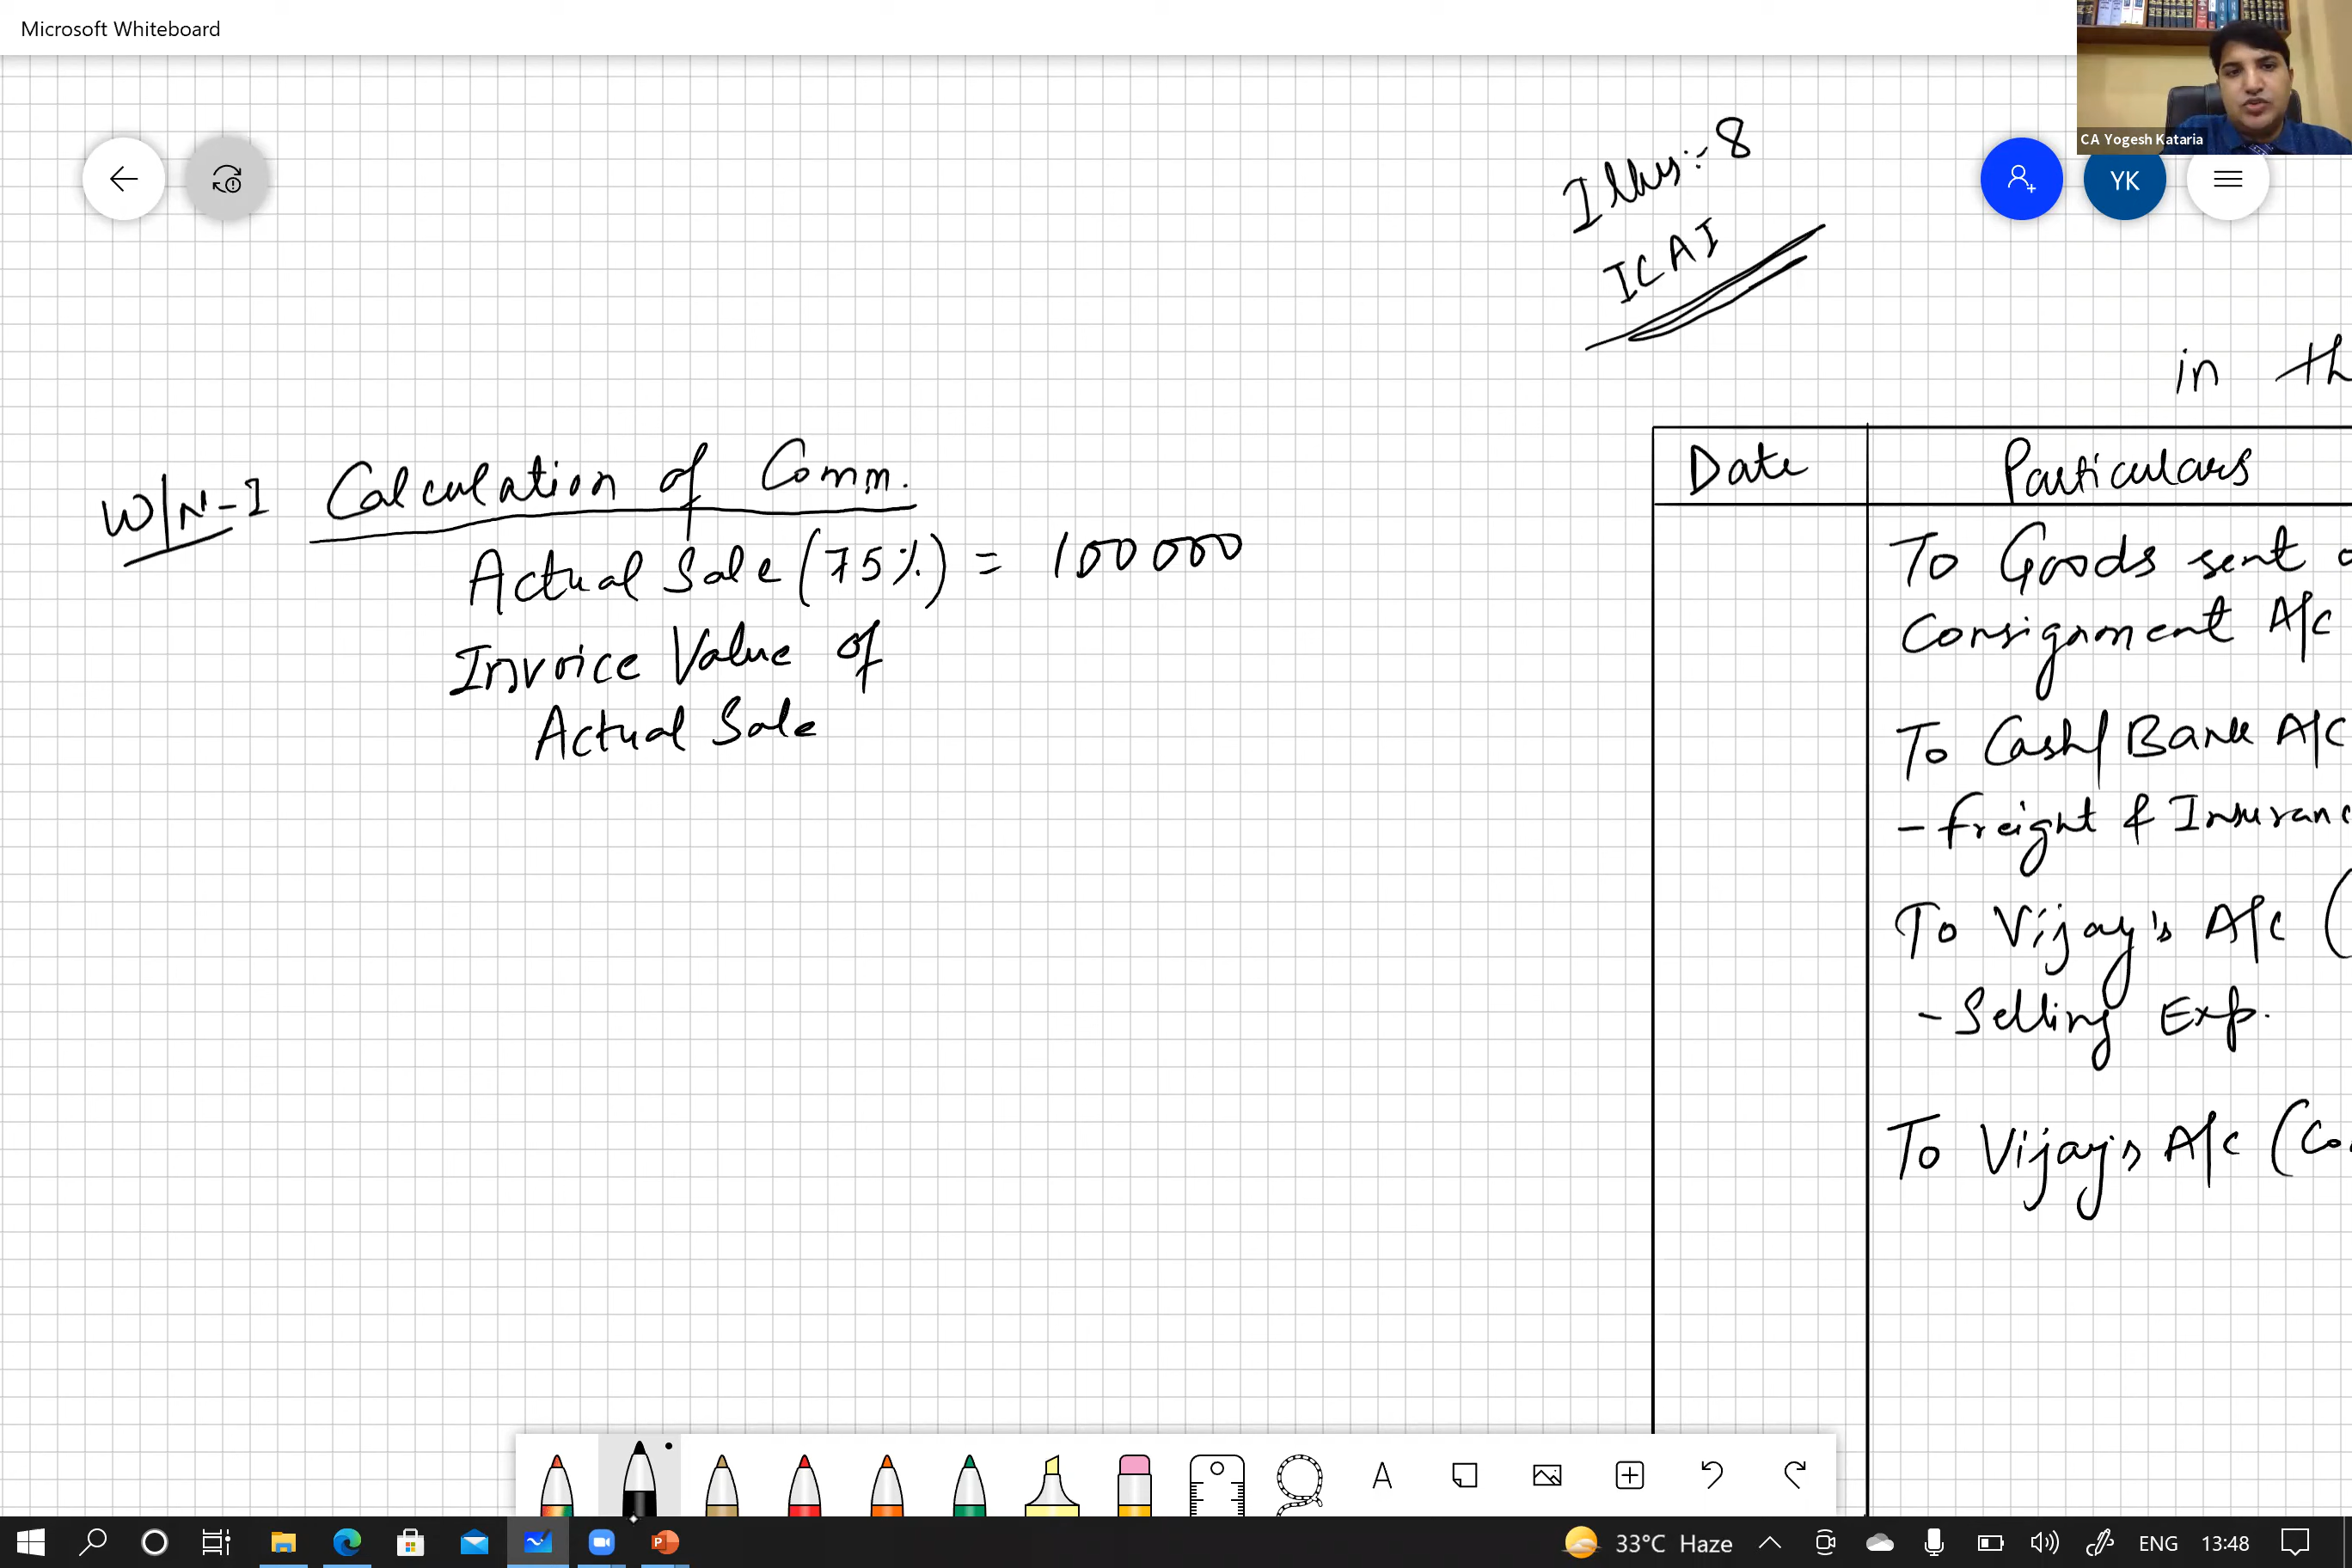 Microsoft Whiteboard
CA Yogesh Kataria
YK
Illus:- 8
ICAI
in th
W/N-1 Calculation of Comm.
Actual Sale (75%) = 100000
Invoice Value of
Actual Sale
Date Particulars
To Goods sent o
Consignment A/c
To Cash/Bank A/c
- freight & Insuranc
To Vijay's A/c (
- Selling Exp.
To Vijay's A/c (Co
33°C Haze ENG 13:48